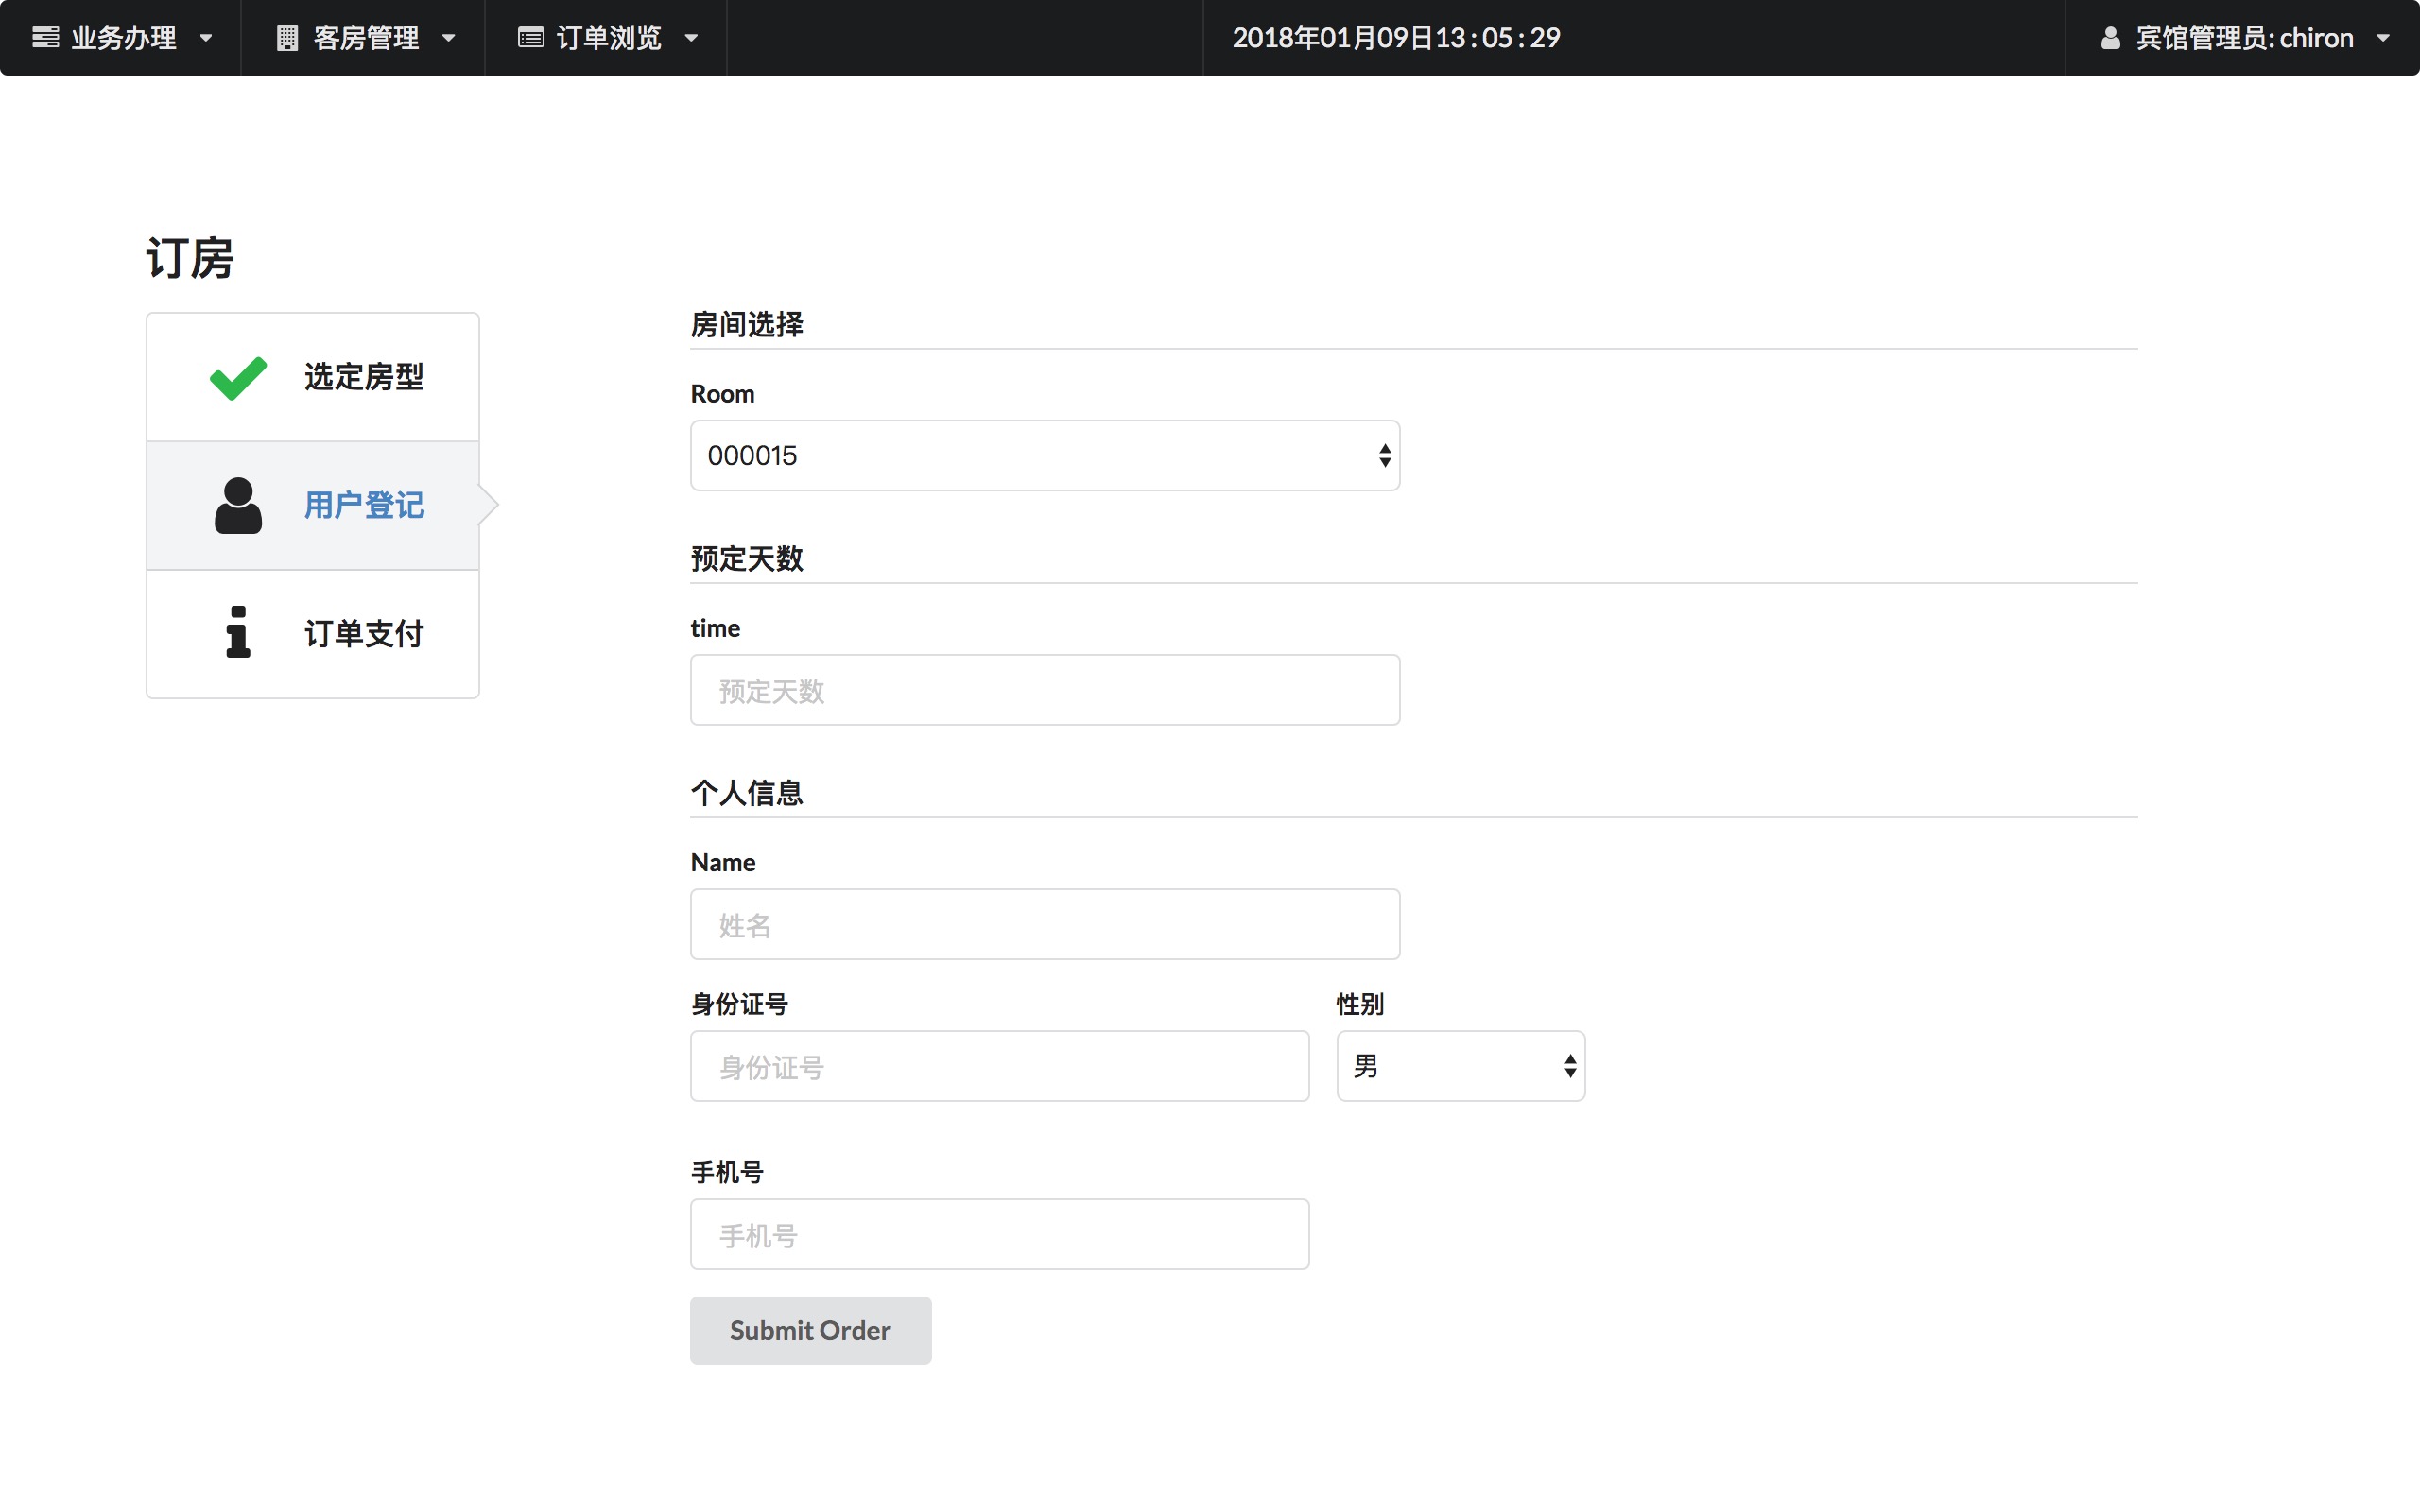 业务办理 客房管理 订单浏览 2018年01月09日13:05:29 宾馆管理员: chiron
订房
选定房型
用户登记
订单支付
房间选择
Room
000015
预定天数
time
预定天数
个人信息
Name
姓名
身份证号 性别
身份证号 男
手机号
手机号
Submit Order